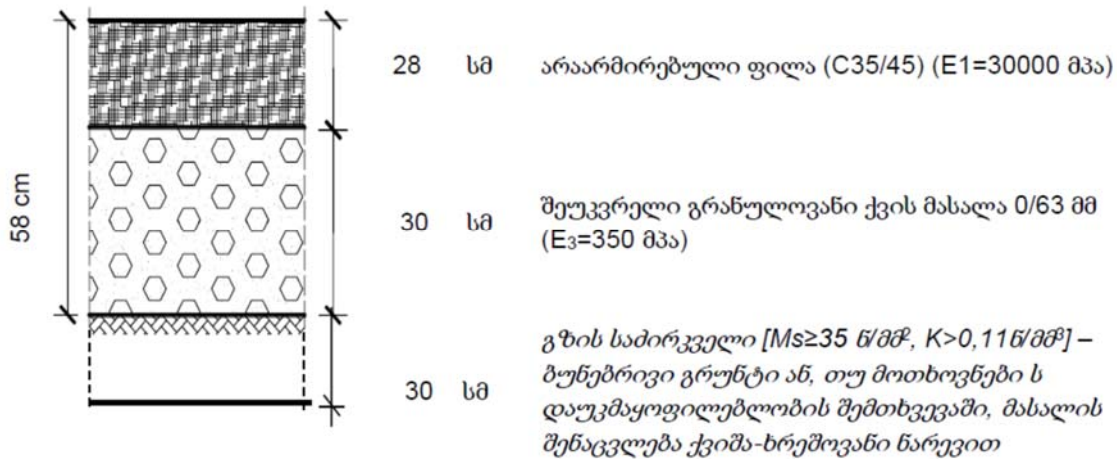 28 სმ არაარმირებული ფილა (C35/45) (E1=30000 მპა)
58 cm
30 სმ შეუკვრელი გრანულოვანი ქვის მასალა 0/63 მმ
(E₃=350 მპა)
30 სმ გზის საძირკველი [Ms≥35 ნ/მმ², K>0,11ნ/მმ³] –
ბუნებრივი გრუნტი ან, თუ მოთხოვნები ს
დაუკმაყოფილებლობის შემთხვევაში, მასალის
შენაცვლება ქვიშა-ხრეშოვანი ნარევით